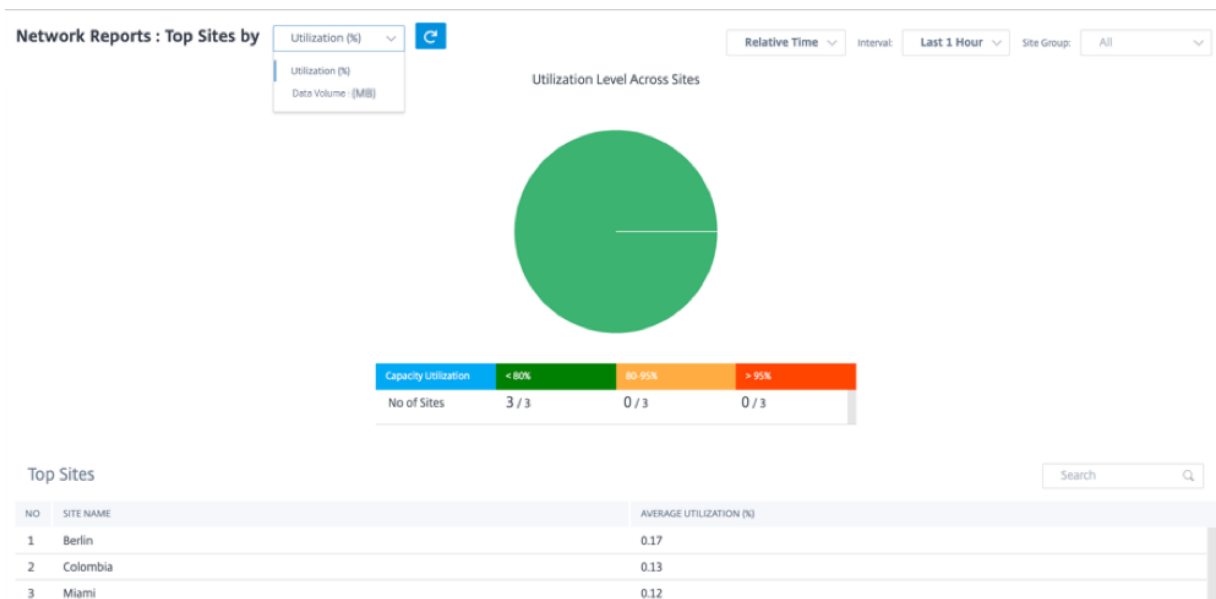 Network Reports : Top Sites by Utilization (%)
Relative Time Interval: Last 1 Hour Site Group: All
Utilization (%)
Data Volume : (MB)
Utilization Level Across Sites
Capacity Utilization < 80% 80-95% > 95%
No of Sites 3 / 3 0 / 3 0 / 3
Top Sites
Search
NO SITE NAME AVERAGE UTILIZATION (%)
1 Berlin 0.17
2 Colombia 0.13
3 Miami 0.12